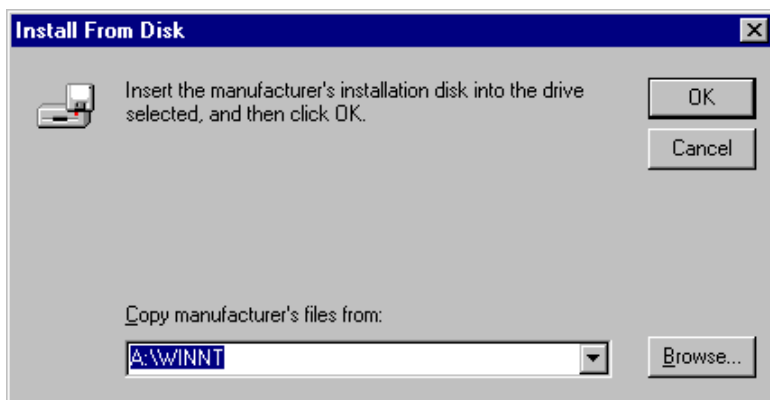 Install From Disk
Insert the manufacturer's installation disk into the drive
selected, and then click OK.
OK
Cancel
Copy manufacturer's files from:
A:\WINNT
Browse...